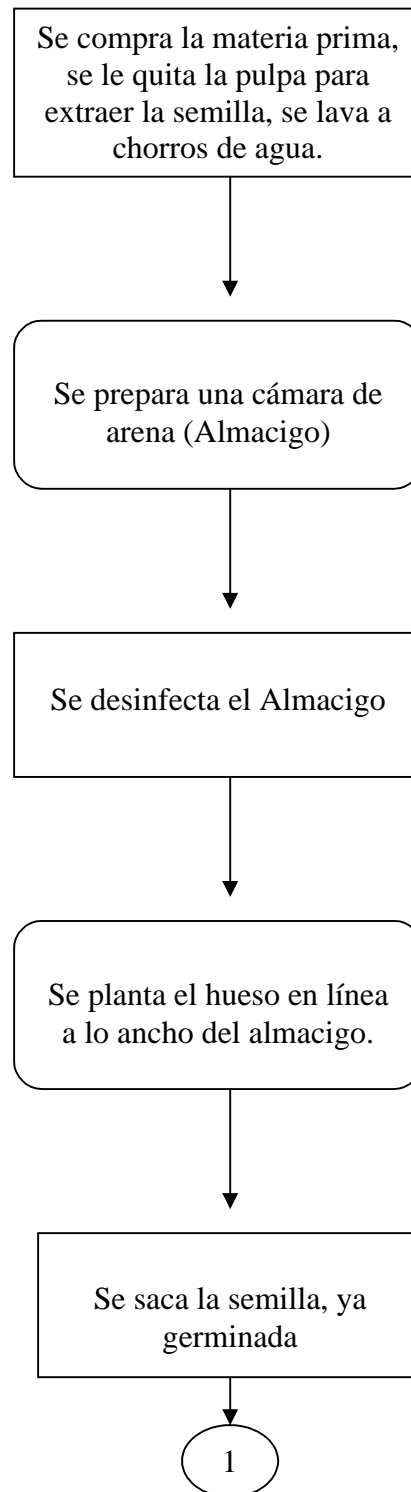 Se compra la materia prima,
se le quita la pulpa para
extraer la semilla, se lava a
chorros de agua.
Se prepara una cámara de
arena (Almacigo)
Se desinfecta el Almacigo
Se planta el hueso en línea
a lo ancho del almacigo.
Se saca la semilla, ya
germinada
1